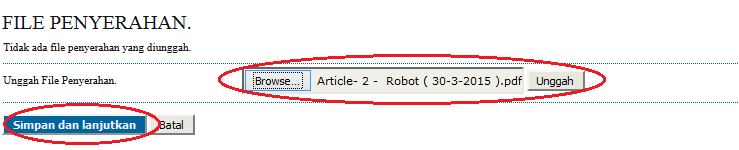 FILE PENYERAHAN.
Tidak ada file penyerahan yang diunggah.
Unggah File Penyerahan. Browse... Article- 2 - Robot ( 30-3-2015 ).pdf Unggah
Simpan dan lanjutkan Batal